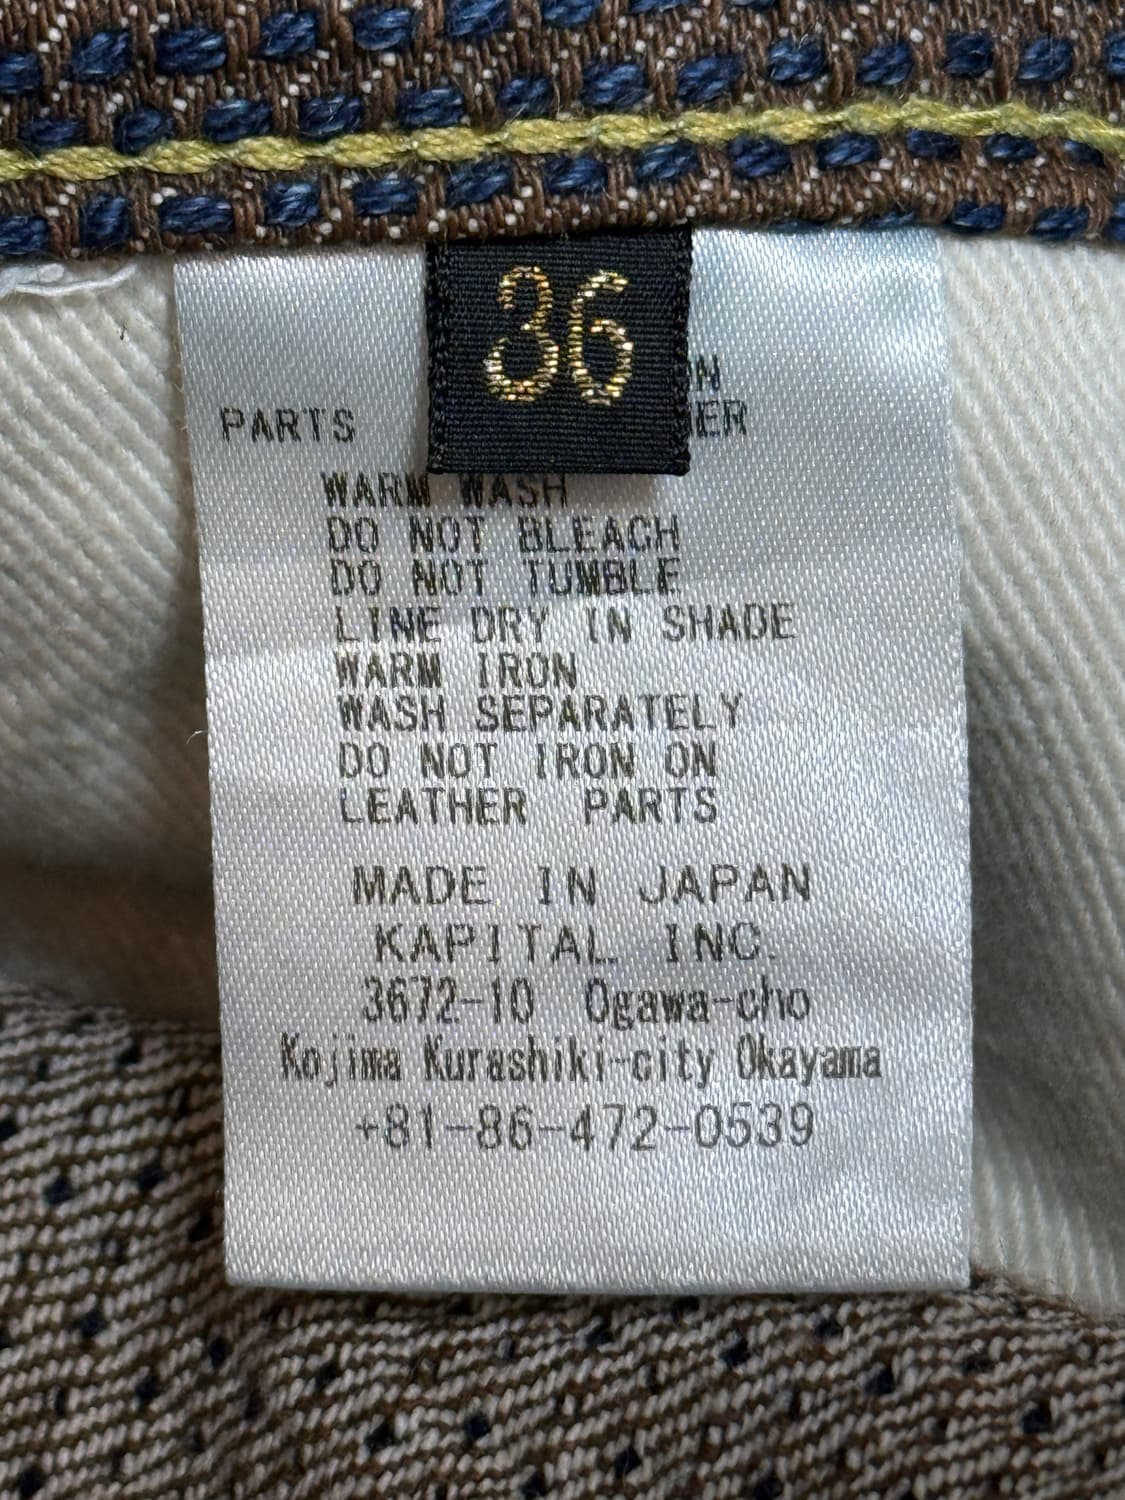 36
PARTS
WARM WASH
DO NOT BLEACH
DO NOT TUMBLE
LINE DRY IN SHADE
WARM IRON
WASH SEPARATELY
DO NOT IRON ON
LEATHER PARTS
MADE IN JAPAN
KAPITAL INC.
3672-10 Ogawa-cho
Kojima Kurashiki-city Okayama
+81-86-472-0539